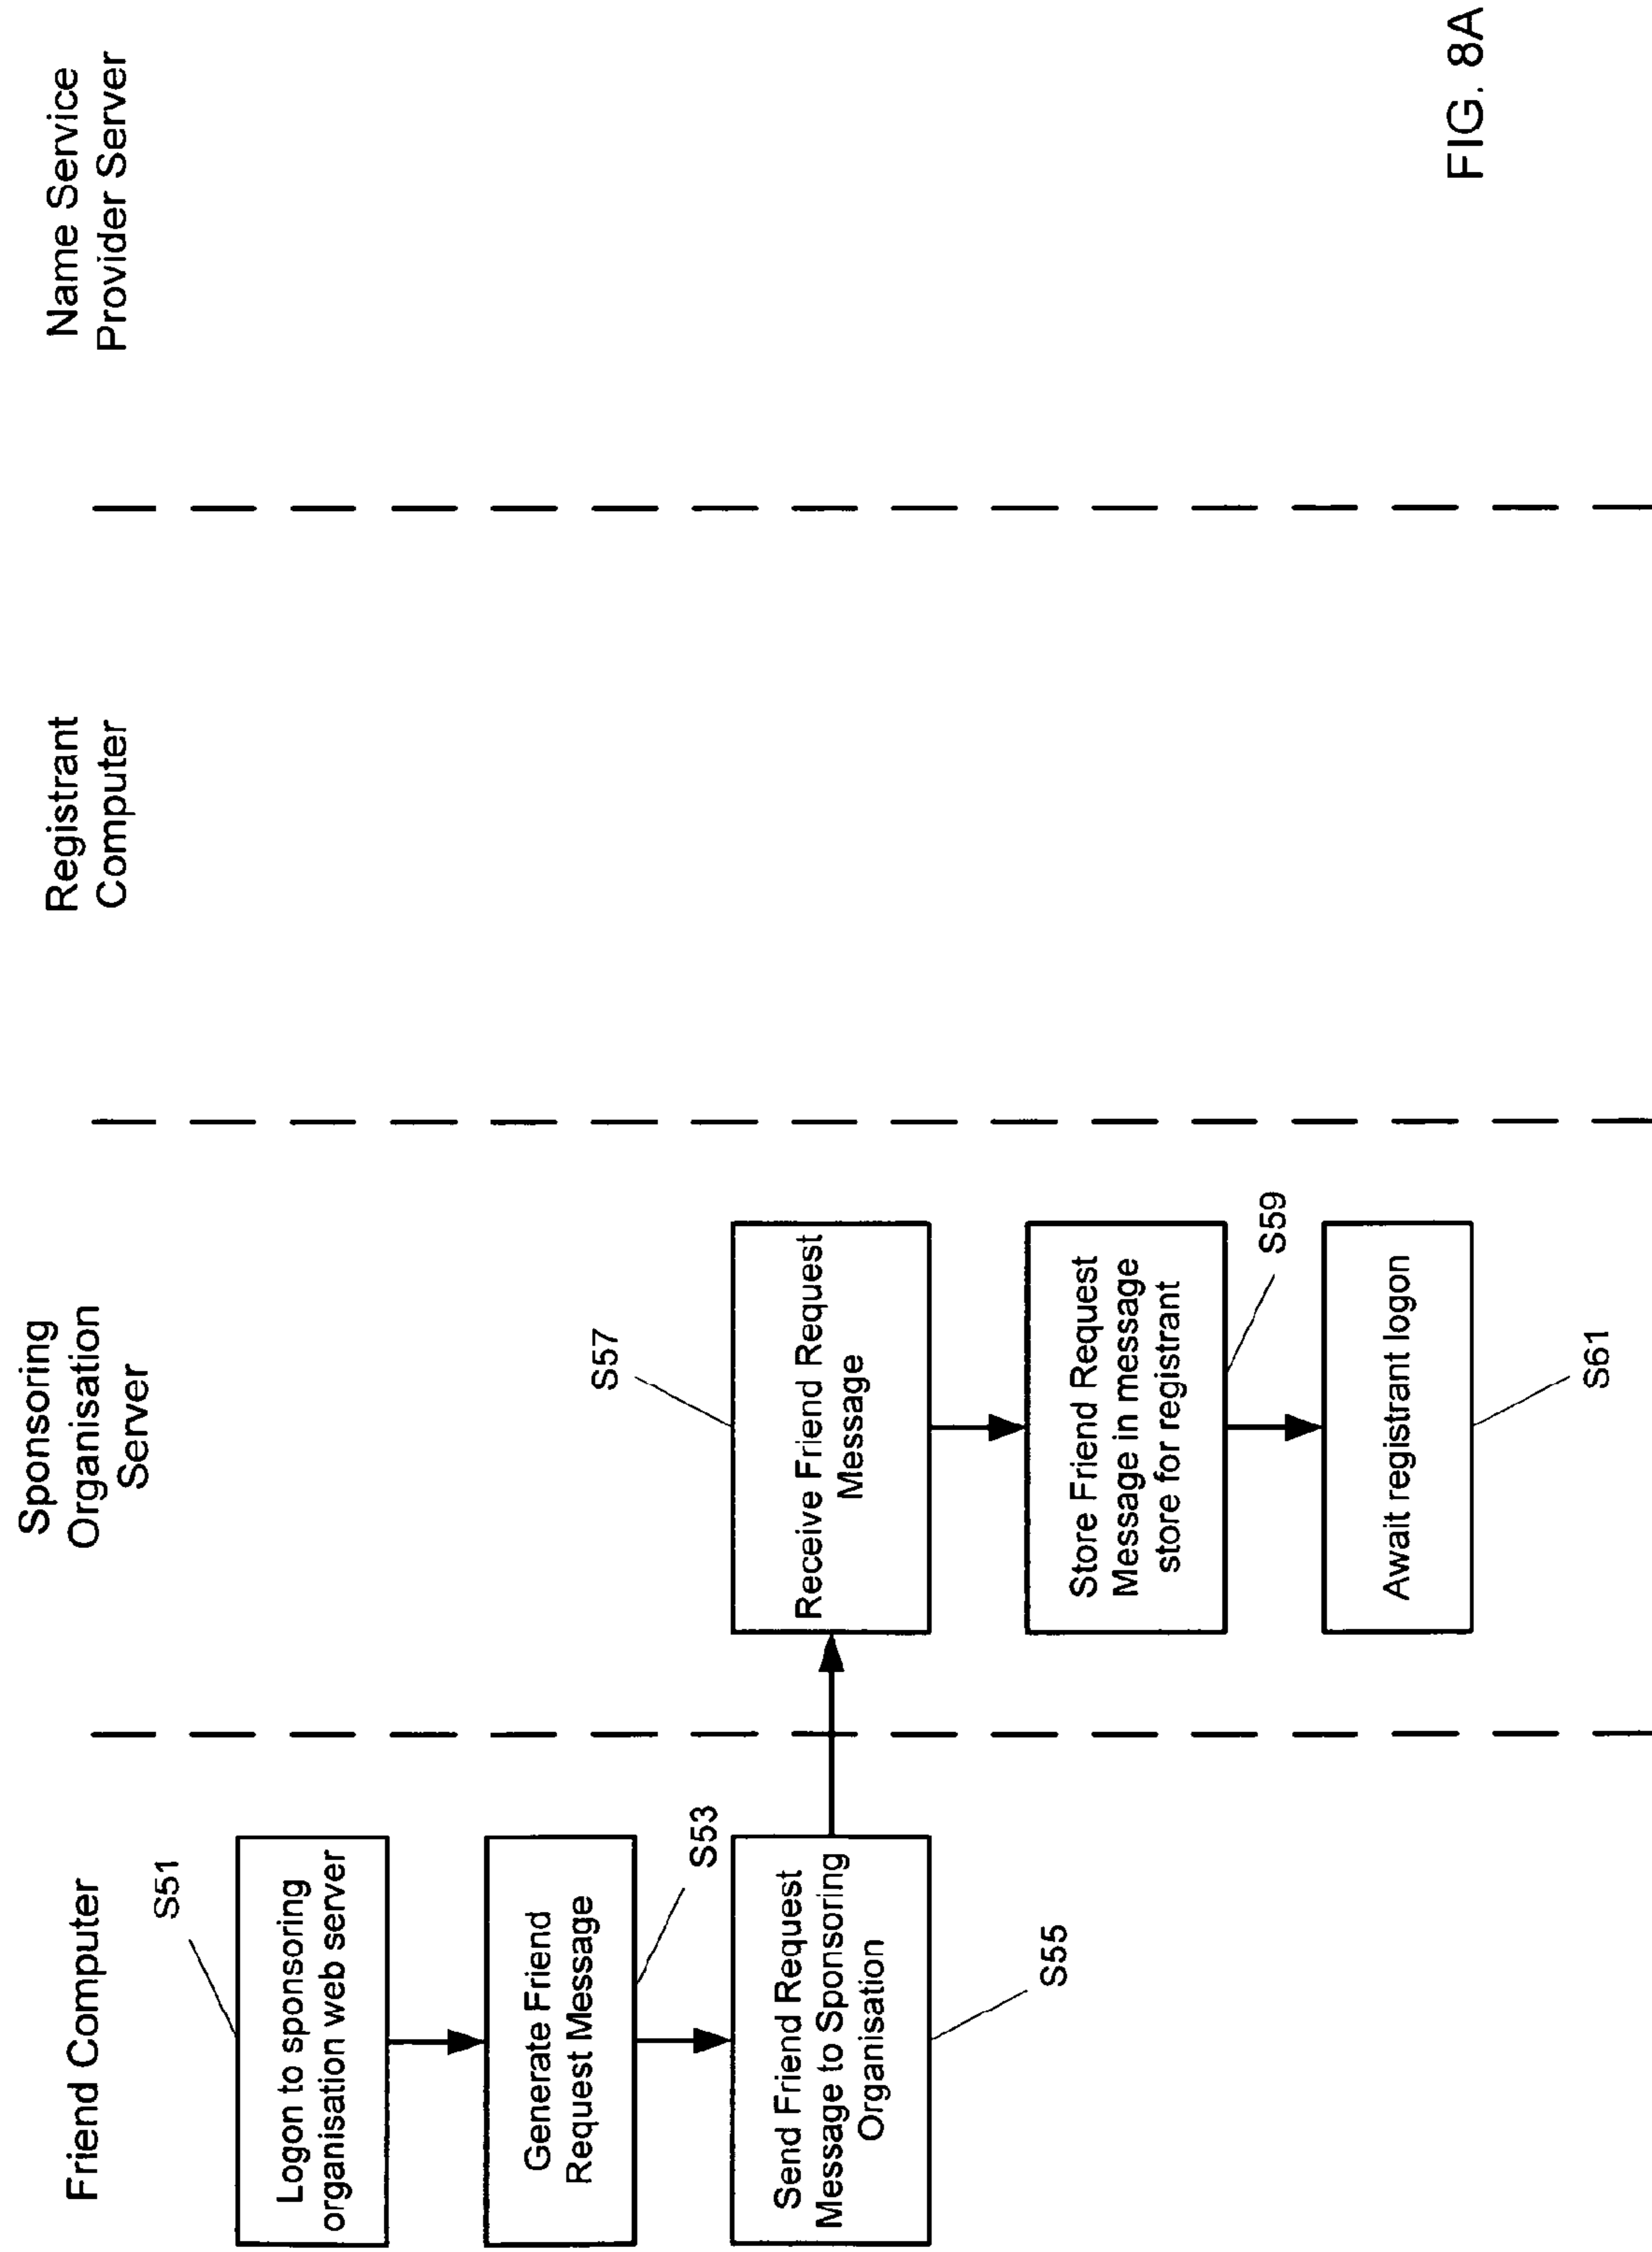 Friend Computer
Sponsoring
Organisation
Server
Registrant
Computer
Name Service
Provider Server
S51
Logon to sponsoring
organisation web server
Generate Friend
Request Message
S53
Send Friend Request
Message to Sponsoring
Organisation
S55
S57
Receive Friend Request
Message
Store Friend Request
Message in message
store for registrant
S59
Await registrant logon
S61
FIG. 8A